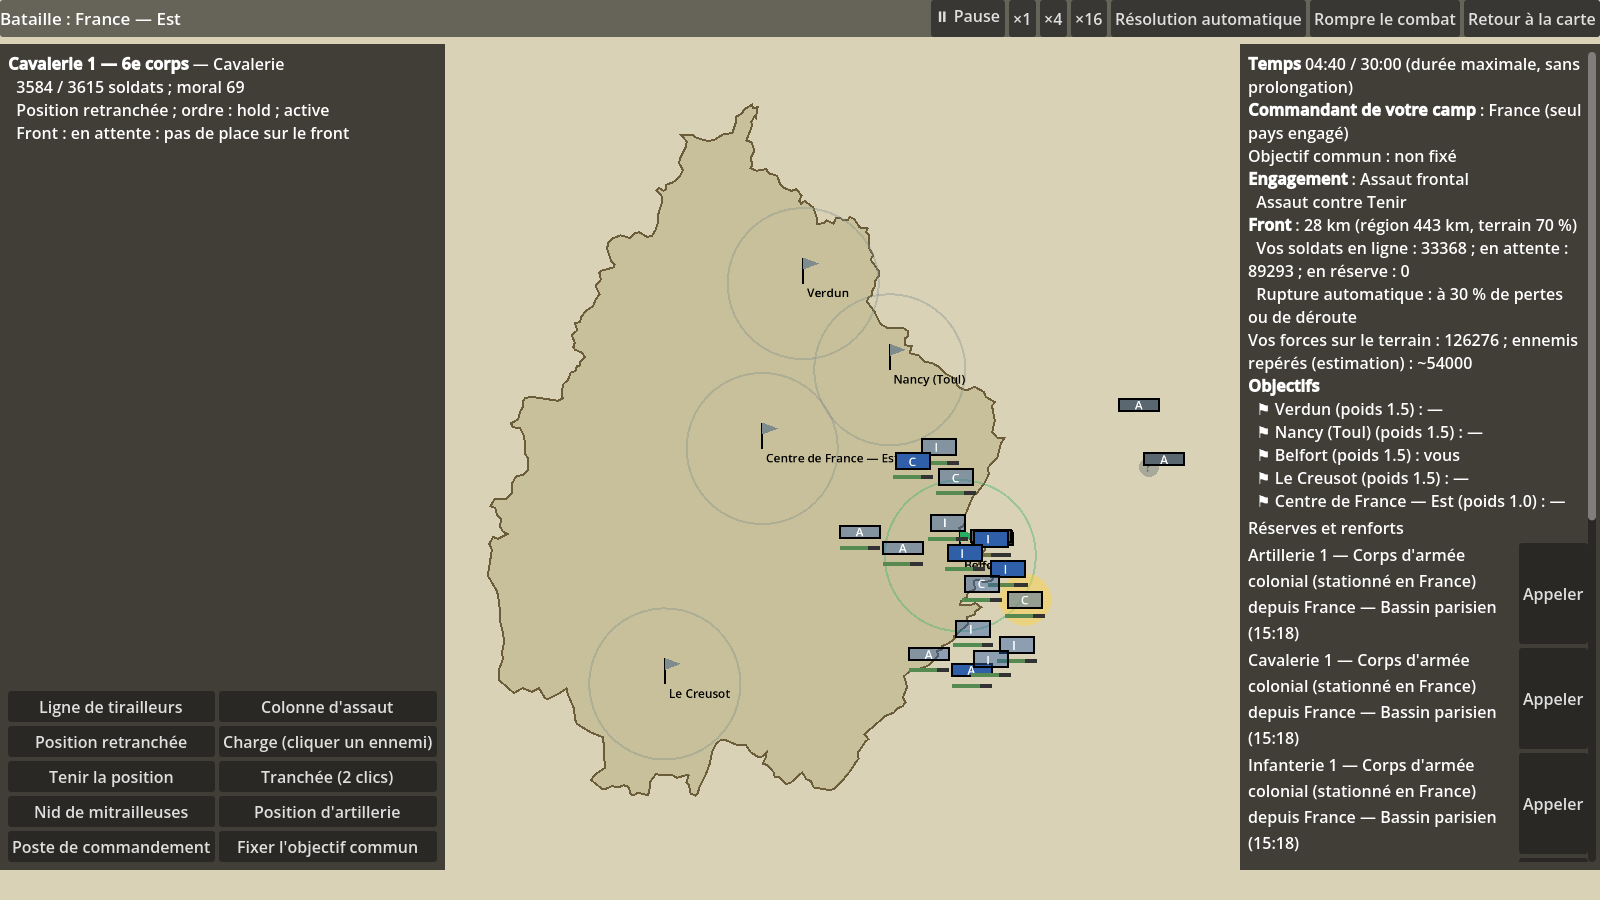 Bataille : France — Est
Pause
×1
×4
×16
Résolution automatique
Rompre le combat
Retour à la carte
Cavalerie 1 — 6e corps — Cavalerie
3584 / 3615 soldats ; moral 69
Position retranchée ; ordre : hold ; active
Front : en attente : pas de place sur le front
Ligne de tirailleurs
Colonne d'assaut
Position retranchée
Charge (cliquer un ennemi)
Tenir la position
Tranchée (2 clics)
Nid de mitrailleuses
Position d'artillerie
Poste de commandement
Fixer l'objectif commun
Verdun
Nancy (Toul)
Centre de France — Es
Le Creusot
A
A
I
C
C
I
A
A
I
I
I
C
C
I
I
A
I
A
Temps 04:40 / 30:00 (durée maximale, sans
prolongation)
Commandant de votre camp : France (seul
pays engagé)
Objectif commun : non fixé
Engagement : Assaut frontal
Assaut contre Tenir
Front : 28 km (région 443 km, terrain 70 %)
Vos soldats en ligne : 33368 ; en attente :
89293 ; en réserve : 0
Rupture automatique : à 30 % de pertes
ou de déroute
Vos forces sur le terrain : 126276 ; ennemis
repérés (estimation) : ~54000
Objectifs
Verdun (poids 1.5) : —
Nancy (Toul) (poids 1.5) : —
Belfort (poids 1.5) : vous
Le Creusot (poids 1.5) : —
Centre de France — Est (poids 1.0) : —
Réserves et renforts
Artillerie 1 — Corps d'armée
colonial (stationné en France)
depuis France — Bassin parisien
(15:18)
Appeler
Cavalerie 1 — Corps d'armée
colonial (stationné en France)
depuis France — Bassin parisien
(15:18)
Appeler
Infanterie 1 — Corps d'armée
colonial (stationné en France)
depuis France — Bassin parisien
(15:18)
Appeler